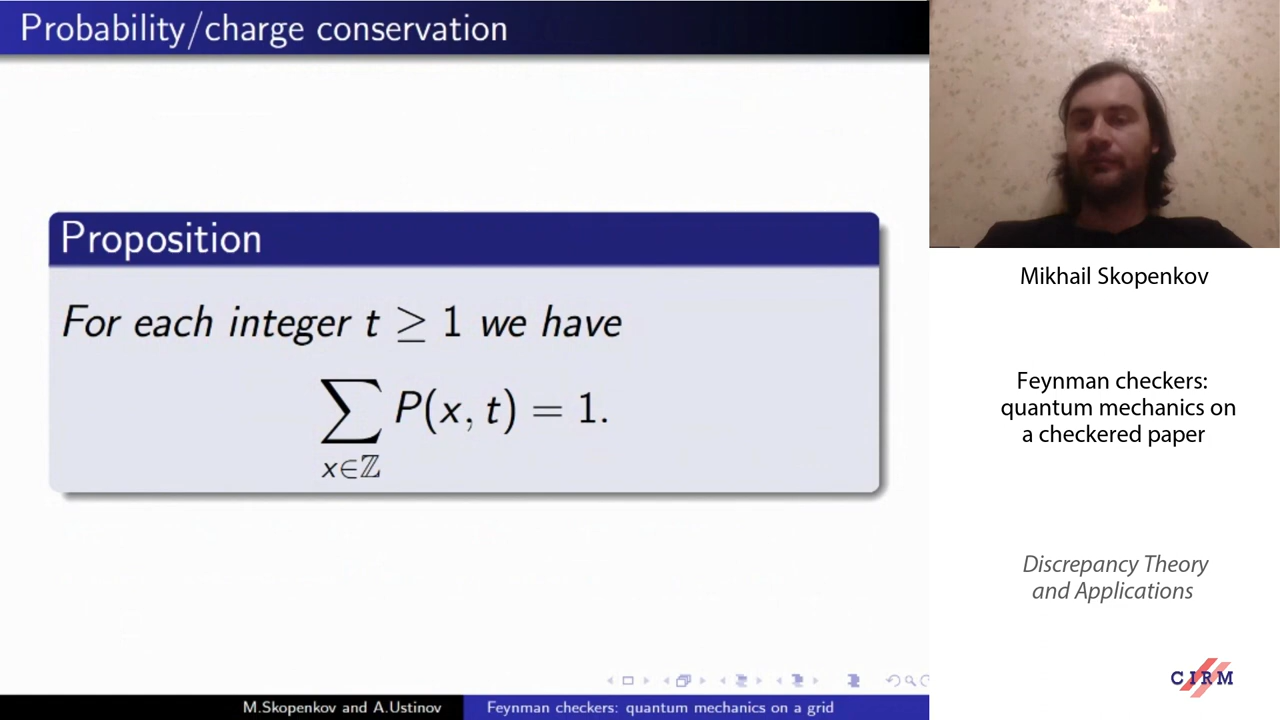 Probability/charge conservation
Proposition
For each integer t ≥ 1 we have
∑ P(x, t) = 1.
x∈ℤ
M.Skopenkov and A.Ustinov
Feynman checkers: quantum mechanics on a grid
Mikhail Skopenkov
Feynman checkers:
quantum mechanics on
a checkered paper
Discrepancy Theory
and Applications
CIRM